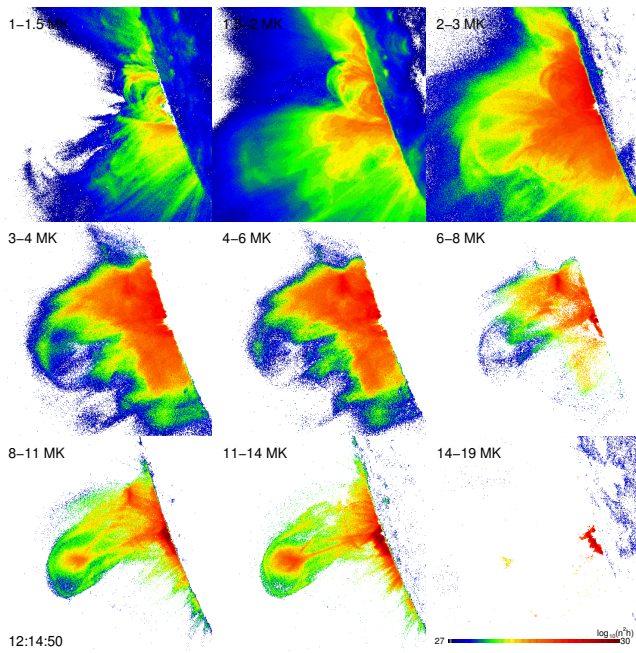 1–1.5 MK
1.5–2 MK
2–3 MK
3–4 MK
4–6 MK
6–8 MK
8–11 MK
11–14 MK
14–19 MK
12:14:50
log₁₀(n²h)
27
30